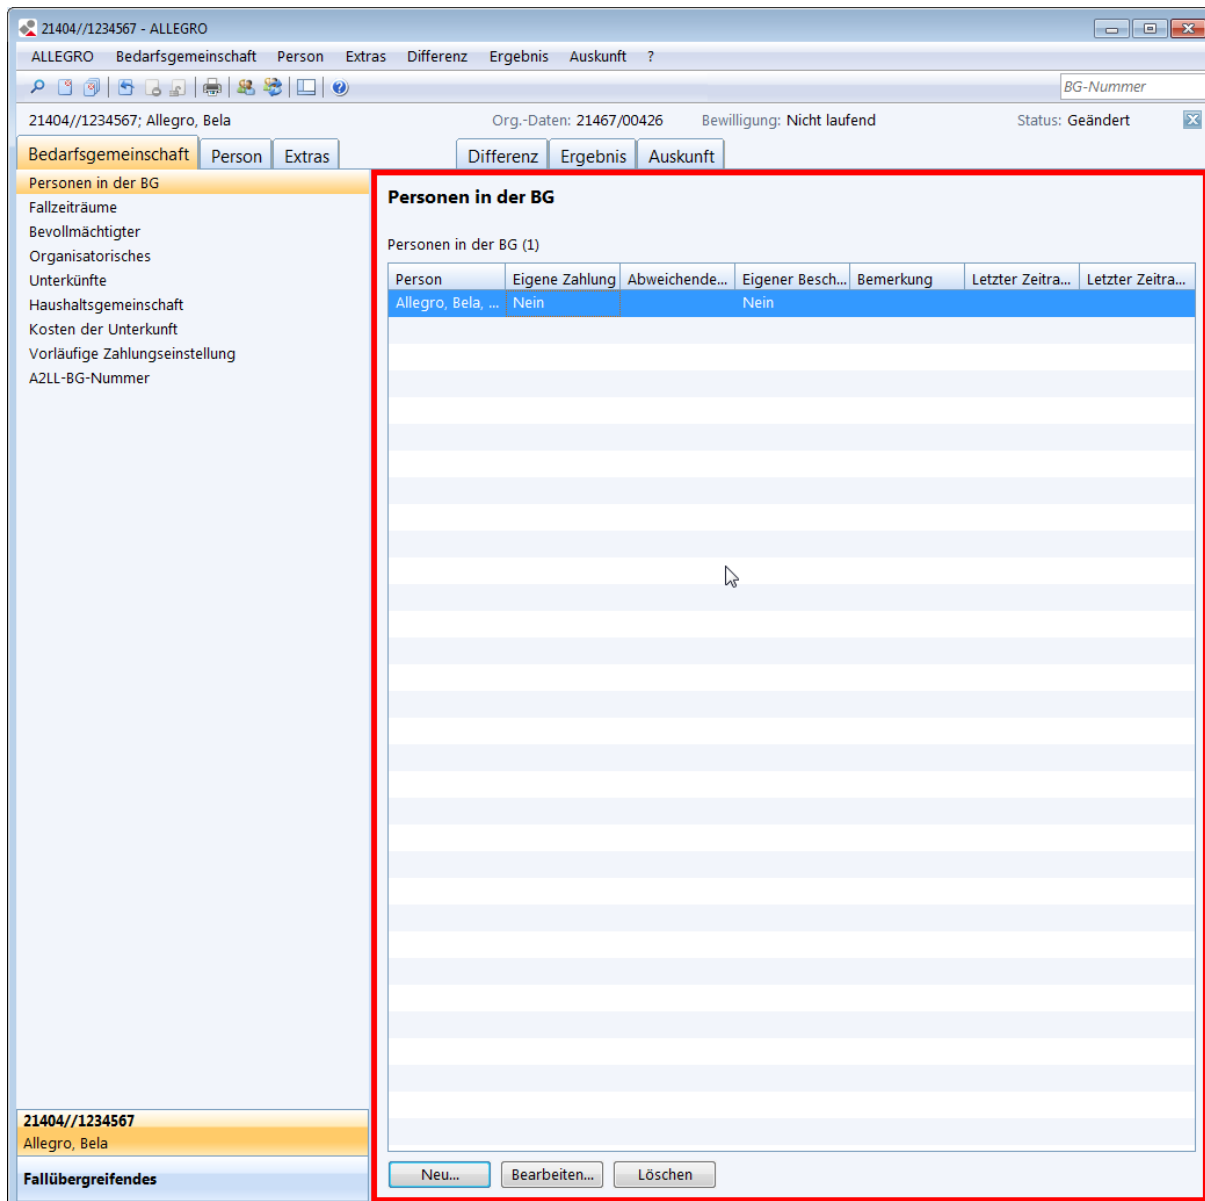 21404//1234567 - ALLEGRO
ALLEGRO Bedarfsgemeinschaft Person Extras Differenz Ergebnis Auskunft ?
BG-Nummer
21404//1234567; Allegro, Bela Org.-Daten: 21467/00426 Bewilligung: Nicht laufend Status: Geändert
Bedarfsgemeinschaft Person Extras Differenz Ergebnis Auskunft
Personen in der BG
Fallzeiträume
Bevollmächtigter
Organisatorisches
Unterkünfte
Haushaltsgemeinschaft
Kosten der Unterkunft
Vorläufige Zahlungseinstellung
A2LL-BG-Nummer
21404//1234567
Allegro, Bela
Fallübergreifendes
Personen in der BG
Personen in der BG (1)
Person Eigene Zahlung Abweichende... Eigener Besch... Bemerkung Letzter Zeitra... Letzter Zeitra...
Allegro, Bela, ... Nein Nein
Neu... Bearbeiten... Löschen